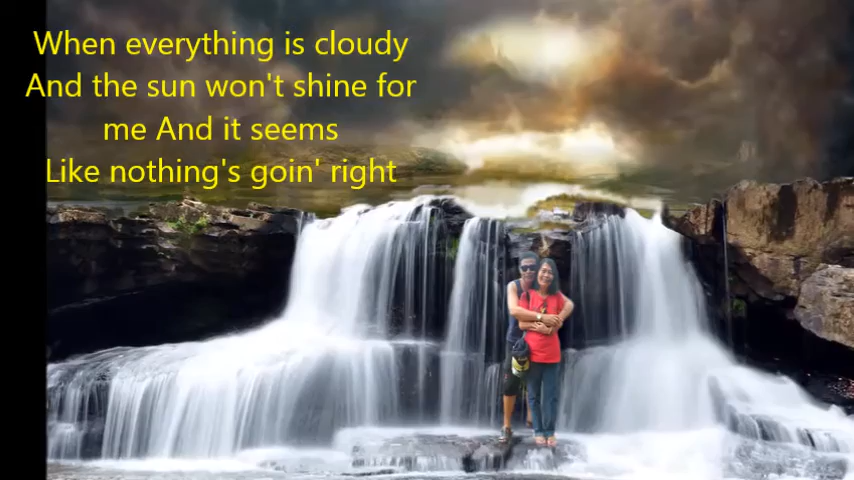 When everything is cloudy
And the sun won't shine for
me And it seems
Like nothing's goin' right